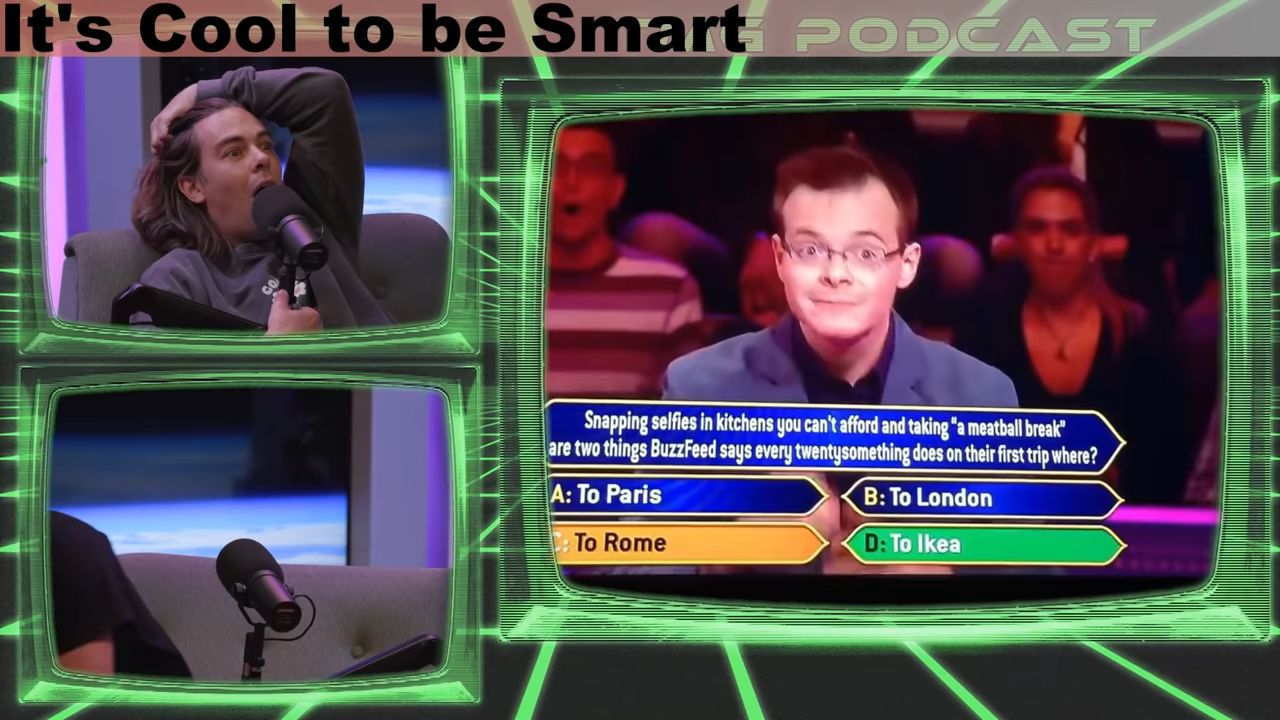 It's Cool to be Smart
G PODCAST
Snapping selfies in kitchens you can't afford and taking "a meatball break"
are two things BuzzFeed says every twentysomething does on their first trip where?
A: To Paris
B: To London
C: To Rome
D: To Ikea